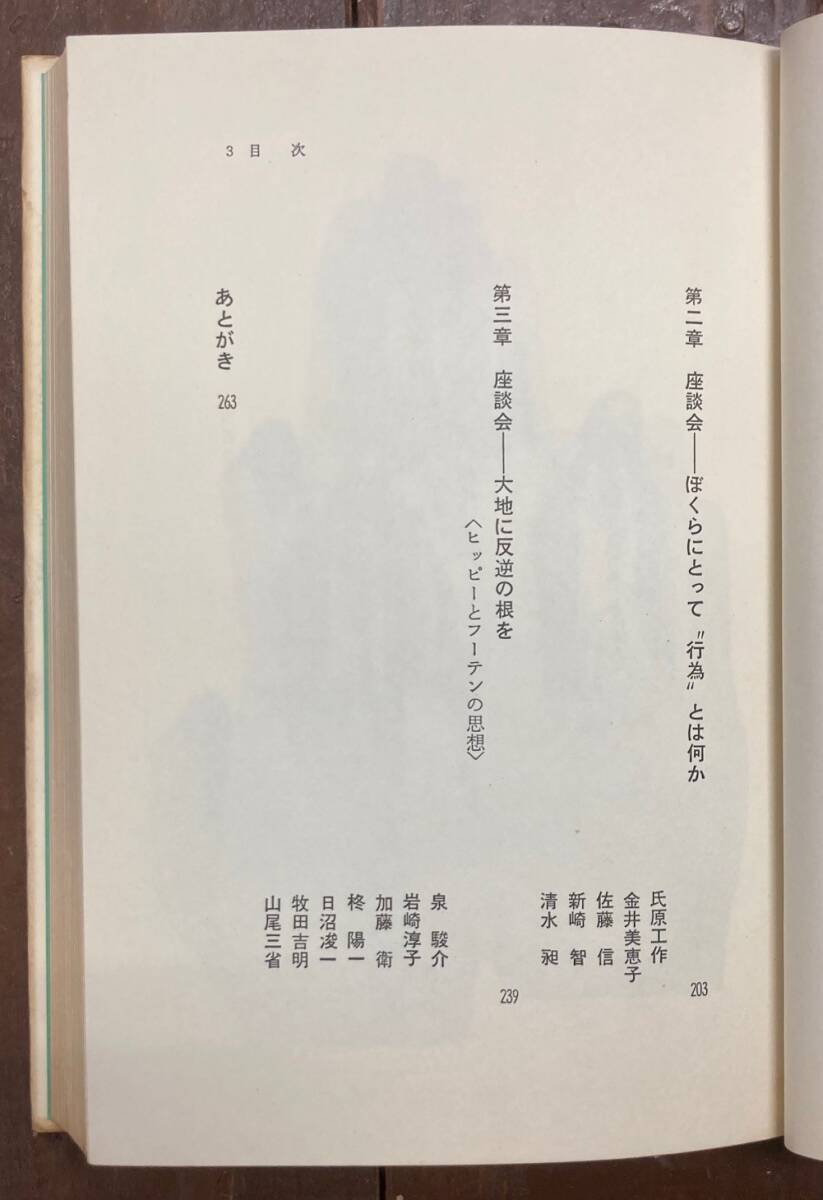 3 目 次
第二章 座談会――ぼくらにとって〝行為〟とは何か
203
氏原工作
金井美恵子
佐藤 信
新崎 智
清水 昶
第三章 座談会――大地に反逆の根を
〈ヒッピーとフーテンの思想〉
239
泉 駿介
岩崎淳子
加藤 衛
柊 陽一
日沼凌一
牧田吉明
山尾三省
あとがき 263